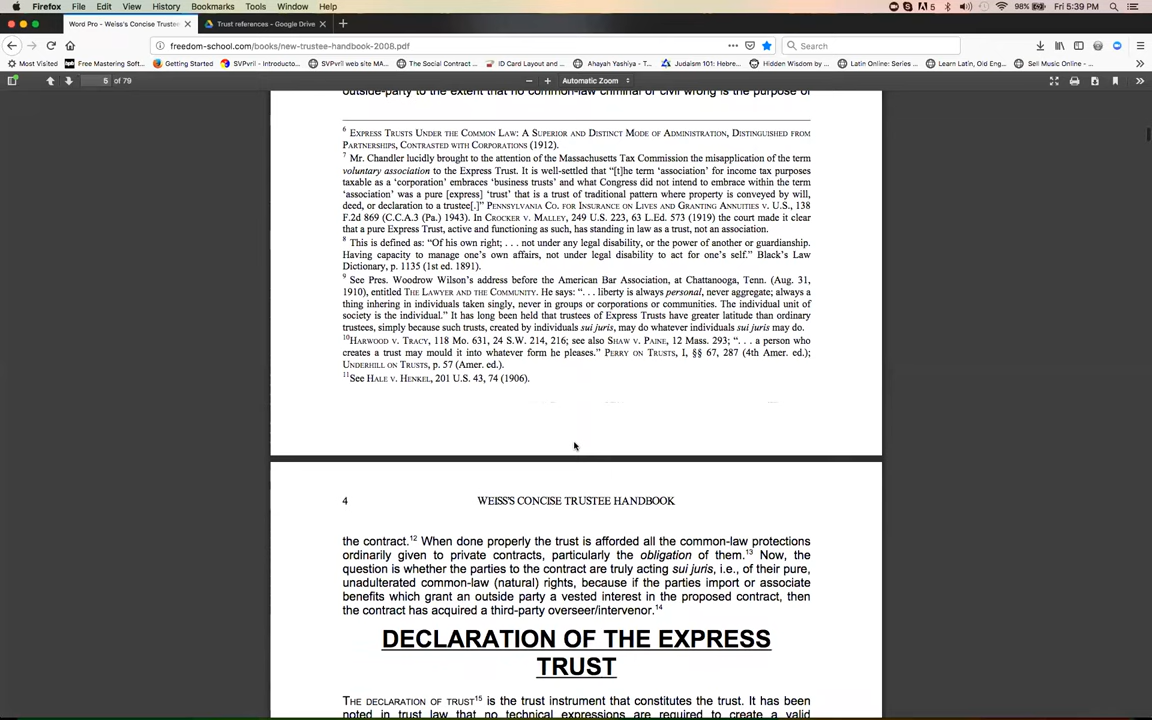 Firefox File Edit View History Bookmarks Tools Window Help 5 98% Fri 5:39 PM
Word Pro - Weiss's Concise Trustee Trust references - Google Drive
freedom-school.com/books/new-trustee-handbook-2008.pdf Search
Most Visited Free Mastering Soft... Getting Started SVPvril - Introducto... SVPvril web site MA... The Social Contract ... ID Card Layout and ... Ahayah Yashiya - T... Judaism 101: Hebre... Hidden Wisdom by ... Latin Online: Series ... Learn Latin, Old Eng... Sell Music Online - ...
5 of 79 Automatic Zoom
outside-party to the extent that no common-law criminal or civil wrong is the purpose of
6 EXPRESS TRUSTS UNDER THE COMMON LAW: A SUPERIOR AND DISTINCT MODE OF ADMINISTRATION, DISTINGUISHED FROM
PARTNERSHIPS, CONTRASTED WITH CORPORATIONS (1912).
7 Mr. Chandler lucidly brought to the attention of the Massachusetts Tax Commission the misapplication of the term
voluntary association to the Express Trust. It is well-settled that “[t]he term ‘association’ for income tax purposes
taxable as a ‘corporation’ embraces ‘business trusts’ and what Congress did not intend to embrace within the term
‘association’ was a pure [express] ‘trust’ that is a trust of traditional pattern where property is conveyed by will,
deed, or declaration to a trustee[.]” PENNSYLVANIA CO. FOR INSURANCE ON LIVES AND GRANTING ANNUITIES V. U.S., 138
F.2d 869 (C.C.A.3 (Pa.) 1943). In CROCKER V. MALLEY, 249 U.S. 223, 63 L.Ed. 573 (1919) the court made it clear
that a pure Express Trust, active and functioning as such, has standing in law as a trust, not an association.
8 This is defined as: “Of his own right; . . . not under any legal disability, or the power of another or guardianship.
Having capacity to manage one’s own affairs, not under legal disability to act for one’s self.” Black’s Law
Dictionary, p. 1135 (1st ed. 1891).
9 See Pres. Woodrow Wilson’s address before the American Bar Association, at Chattanooga, Tenn. (Aug. 31,
1910), entitled THE LAWYER AND THE COMMUNITY. He says: “. . . liberty is always personal, never aggregate; always a
thing inhering in individuals taken singly, never in groups or corporations or communities. The individual unit of
society is the individual.” It has long been held that trustees of Express Trusts have greater latitude than ordinary
trustees, simply because such trusts, created by individuals sui juris, may do whatever individuals sui juris may do.
10 HARWOOD V. TRACY, 118 Mo. 631, 24 S.W. 214, 216; see also SHAW V. PAINE, 12 Mass. 293; “. . . a person who
creates a trust may mould it into whatever form he pleases.” PERRY ON TRUSTS, I, §§ 67, 287 (4th Amer. ed.);
UNDERHILL ON TRUSTS, p. 57 (Amer. ed.).
11 See HALE V. HENKEL, 201 U.S. 43, 74 (1906).
4 WEISS'S CONCISE TRUSTEE HANDBOOK
the contract.12 When done properly the trust is afforded all the common-law protections
ordinarily given to private contracts, particularly the obligation of them.13 Now, the
question is whether the parties to the contract are truly acting sui juris, i.e., of their pure,
unadulterated common-law (natural) rights, because if the parties import or associate
benefits which grant an outside party a vested interest in the proposed contract, then
the contract has acquired a third-party overseer/intervenor.14
DECLARATION OF THE EXPRESS
TRUST
THE DECLARATION OF TRUST15 is the trust instrument that constitutes the trust. It has been
noted in trust law that no technical expressions are required to create a valid